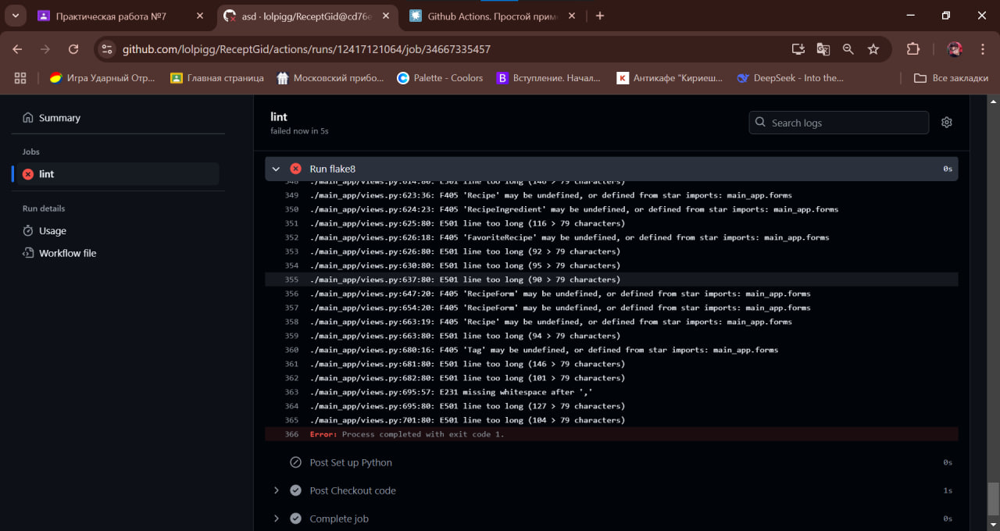 Практическая работа №7
asd · lolpigg/ReceptGid@cd76e
Github Actions. Простой прим
github.com/lolpigg/ReceptGid/actions/runs/12417121064/job/34667335457
Игра Ударный Отр...
Главная страница
Московский прибо...
Palette - Coolors
Вступление. Начал...
Антикафе "Кириеш...
DeepSeek - Into the...
Все закладки
Summary
Jobs
lint
Run details
Usage
Workflow file
lint
failed now in 5s
Search logs
Run flake8
0s
348 ./main_app/views.py:614:80: E501 line too long (146 > 79 characters)
349 ./main_app/views.py:623:36: F405 'Recipe' may be undefined, or defined from star imports: main_app.forms
350 ./main_app/views.py:624:23: F405 'RecipeIngredient' may be undefined, or defined from star imports: main_app.forms
351 ./main_app/views.py:625:80: E501 line too long (116 > 79 characters)
352 ./main_app/views.py:626:18: F405 'FavoriteRecipe' may be undefined, or defined from star imports: main_app.forms
353 ./main_app/views.py:626:80: E501 line too long (92 > 79 characters)
354 ./main_app/views.py:630:80: E501 line too long (95 > 79 characters)
355 ./main_app/views.py:637:80: E501 line too long (90 > 79 characters)
356 ./main_app/views.py:647:20: F405 'RecipeForm' may be undefined, or defined from star imports: main_app.forms
357 ./main_app/views.py:654:20: F405 'RecipeForm' may be undefined, or defined from star imports: main_app.forms
358 ./main_app/views.py:663:19: F405 'Recipe' may be undefined, or defined from star imports: main_app.forms
359 ./main_app/views.py:663:80: E501 line too long (94 > 79 characters)
360 ./main_app/views.py:680:16: F405 'Tag' may be undefined, or defined from star imports: main_app.forms
361 ./main_app/views.py:681:80: E501 line too long (146 > 79 characters)
362 ./main_app/views.py:682:80: E501 line too long (101 > 79 characters)
363 ./main_app/views.py:695:57: E231 missing whitespace after ','
364 ./main_app/views.py:695:80: E501 line too long (127 > 79 characters)
365 ./main_app/views.py:701:80: E501 line too long (104 > 79 characters)
366 Error: Process completed with exit code 1.
Post Set up Python
0s
Post Checkout code
1s
Complete job
0s